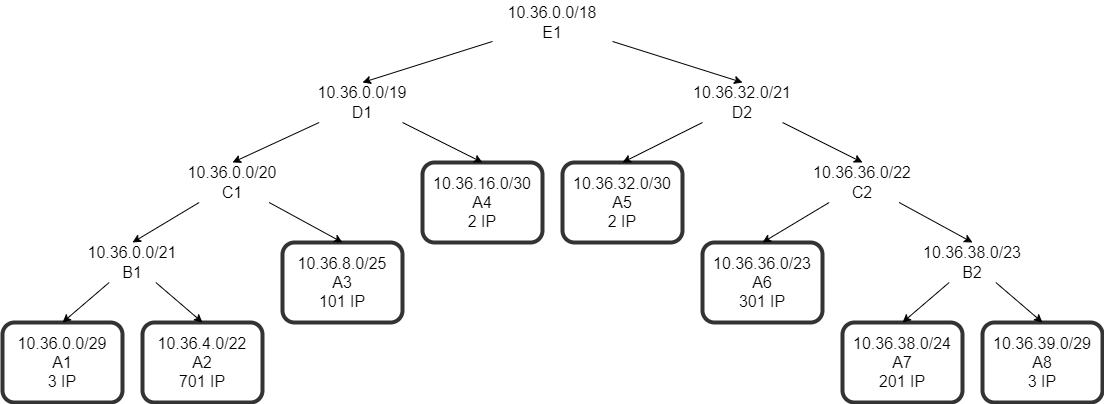 10.36.0.0/18
E1
10.36.0.0/19
D1
10.36.32.0/21
D2
10.36.0.0/20
C1
10.36.16.0/30
A4
2 IP
10.36.32.0/30
A5
2 IP
10.36.36.0/22
C2
10.36.0.0/21
B1
10.36.8.0/25
A3
101 IP
10.36.36.0/23
A6
301 IP
10.36.38.0/23
B2
10.36.0.0/29
A1
3 IP
10.36.4.0/22
A2
701 IP
10.36.38.0/24
A7
201 IP
10.36.39.0/29
A8
3 IP